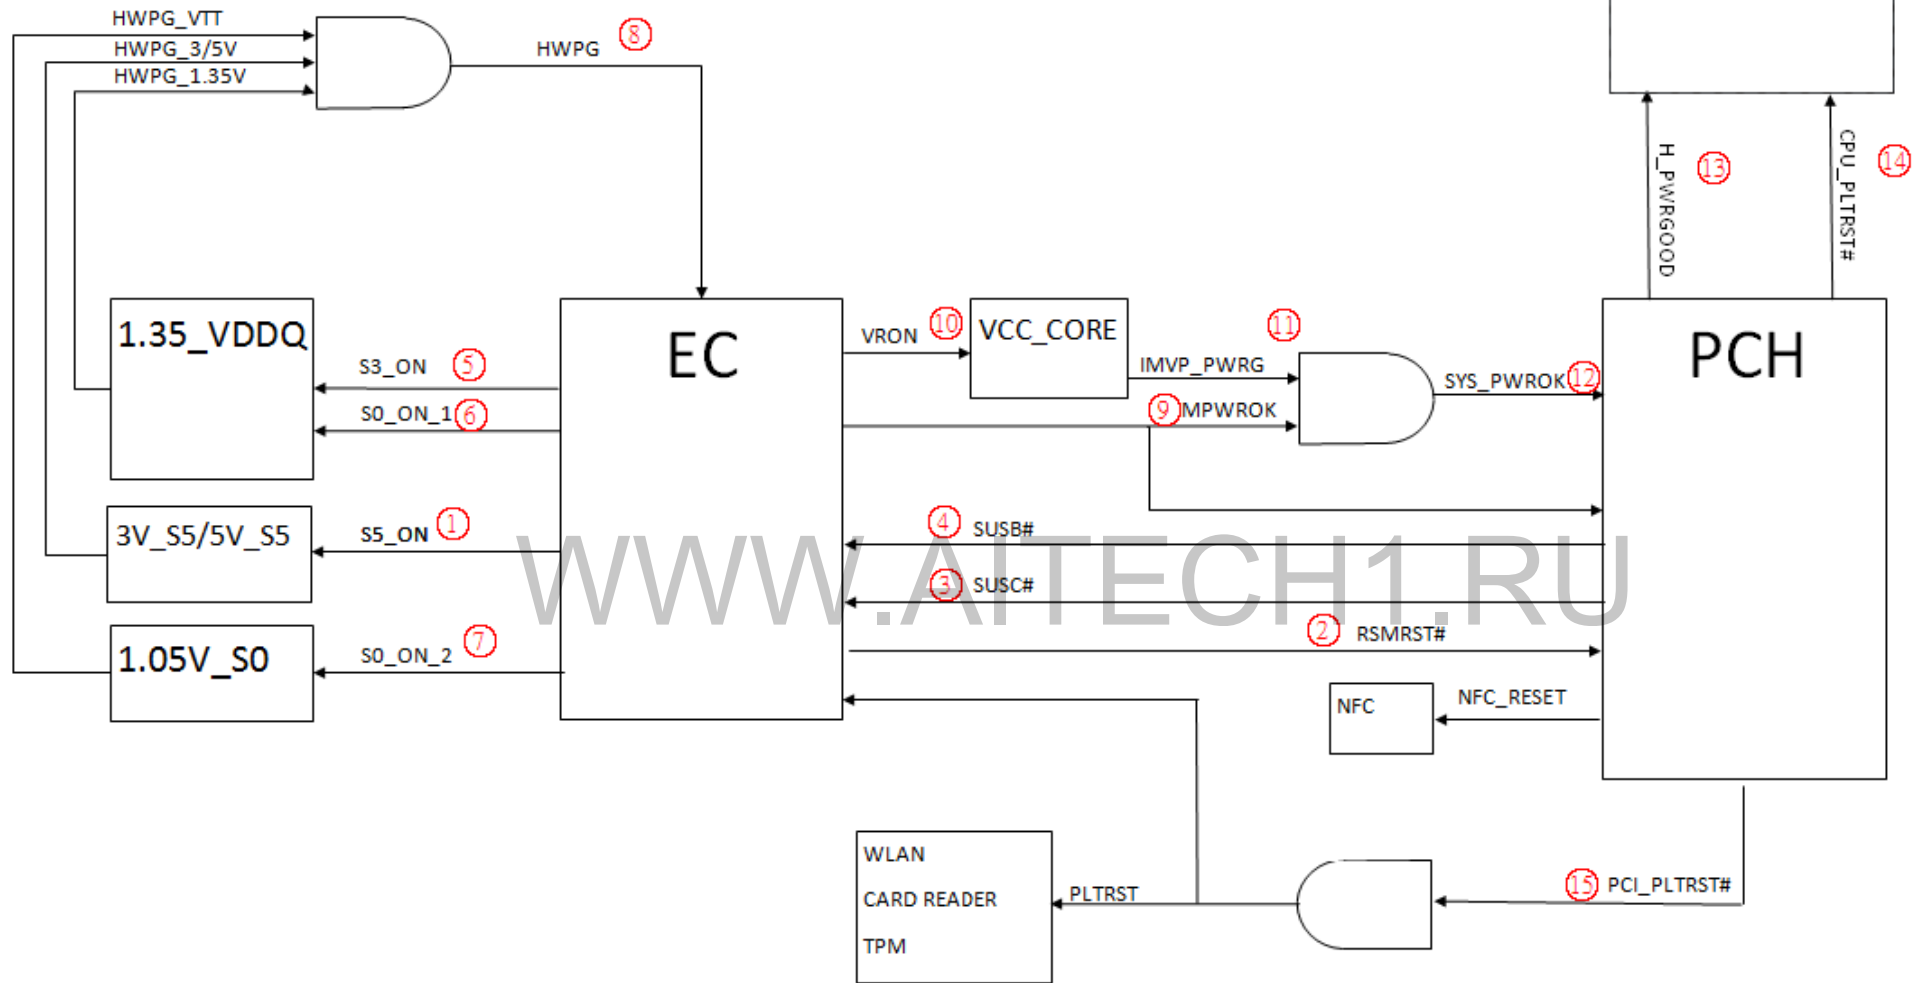 HWPG_VTT
HWPG_3/5V
HWPG_1.35V
HWPG ⑧
H_PWRGOOD ⑬
CPU_PLTRST# ⑭
1.35_VDDQ
S3_ON ⑤
S0_ON_1 ⑥
EC
VRON ⑩
VCC_CORE
⑪
IMVP_PWRG
⑨ MPWROK
SYS_PWROK ⑫
PCH
3V_S5/5V_S5
S5_ON ①
④ SUSB#
③ SUSC#
② RSMRST#
WWW.AITECH1.RU
1.05V_S0
S0_ON_2 ⑦
NFC
NFC_RESET
WLAN
CARD READER
TPM
PLTRST
⑮ PCI_PLTRST#